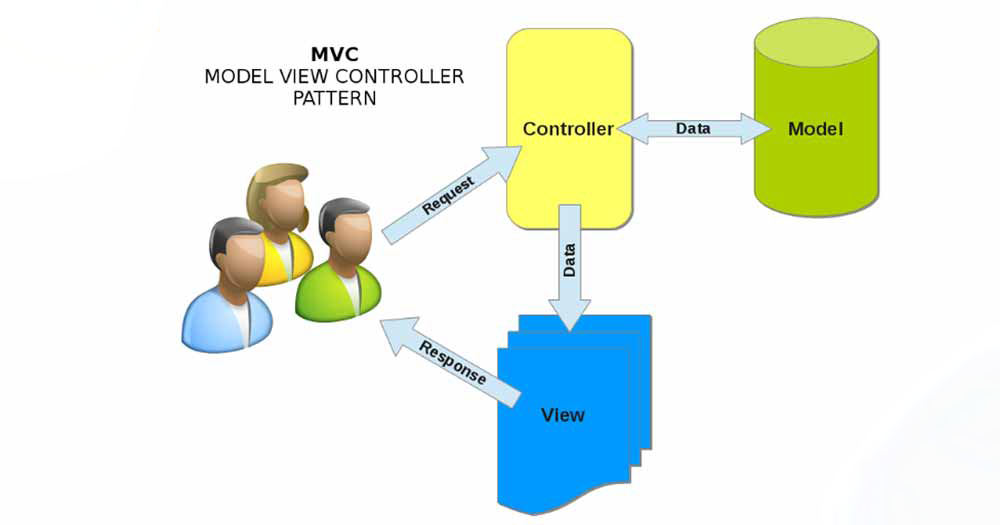 MVC
MODEL VIEW CONTROLLER
PATTERN
Controller
Data
Model
Request
Data
Response
View